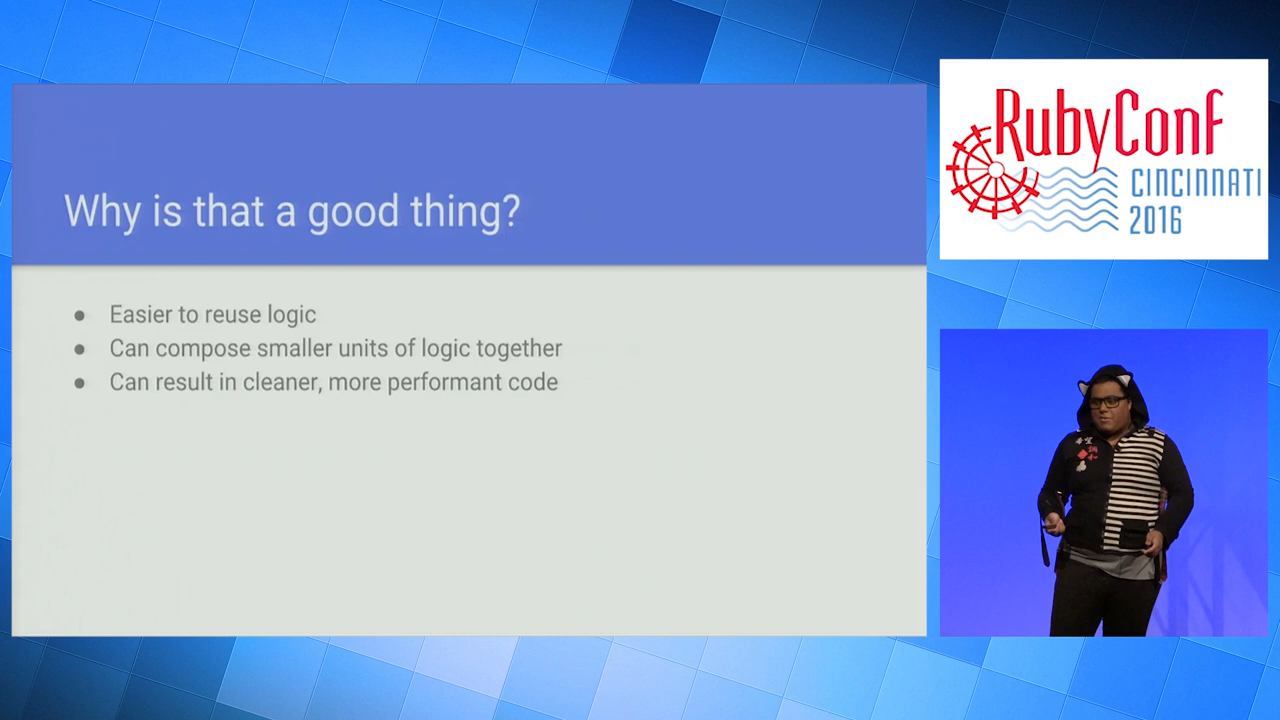 Why is that a good thing?
● Easier to reuse logic
● Can compose smaller units of logic together
● Can result in cleaner, more performant code
RubyConf
CINCINNATI
2016